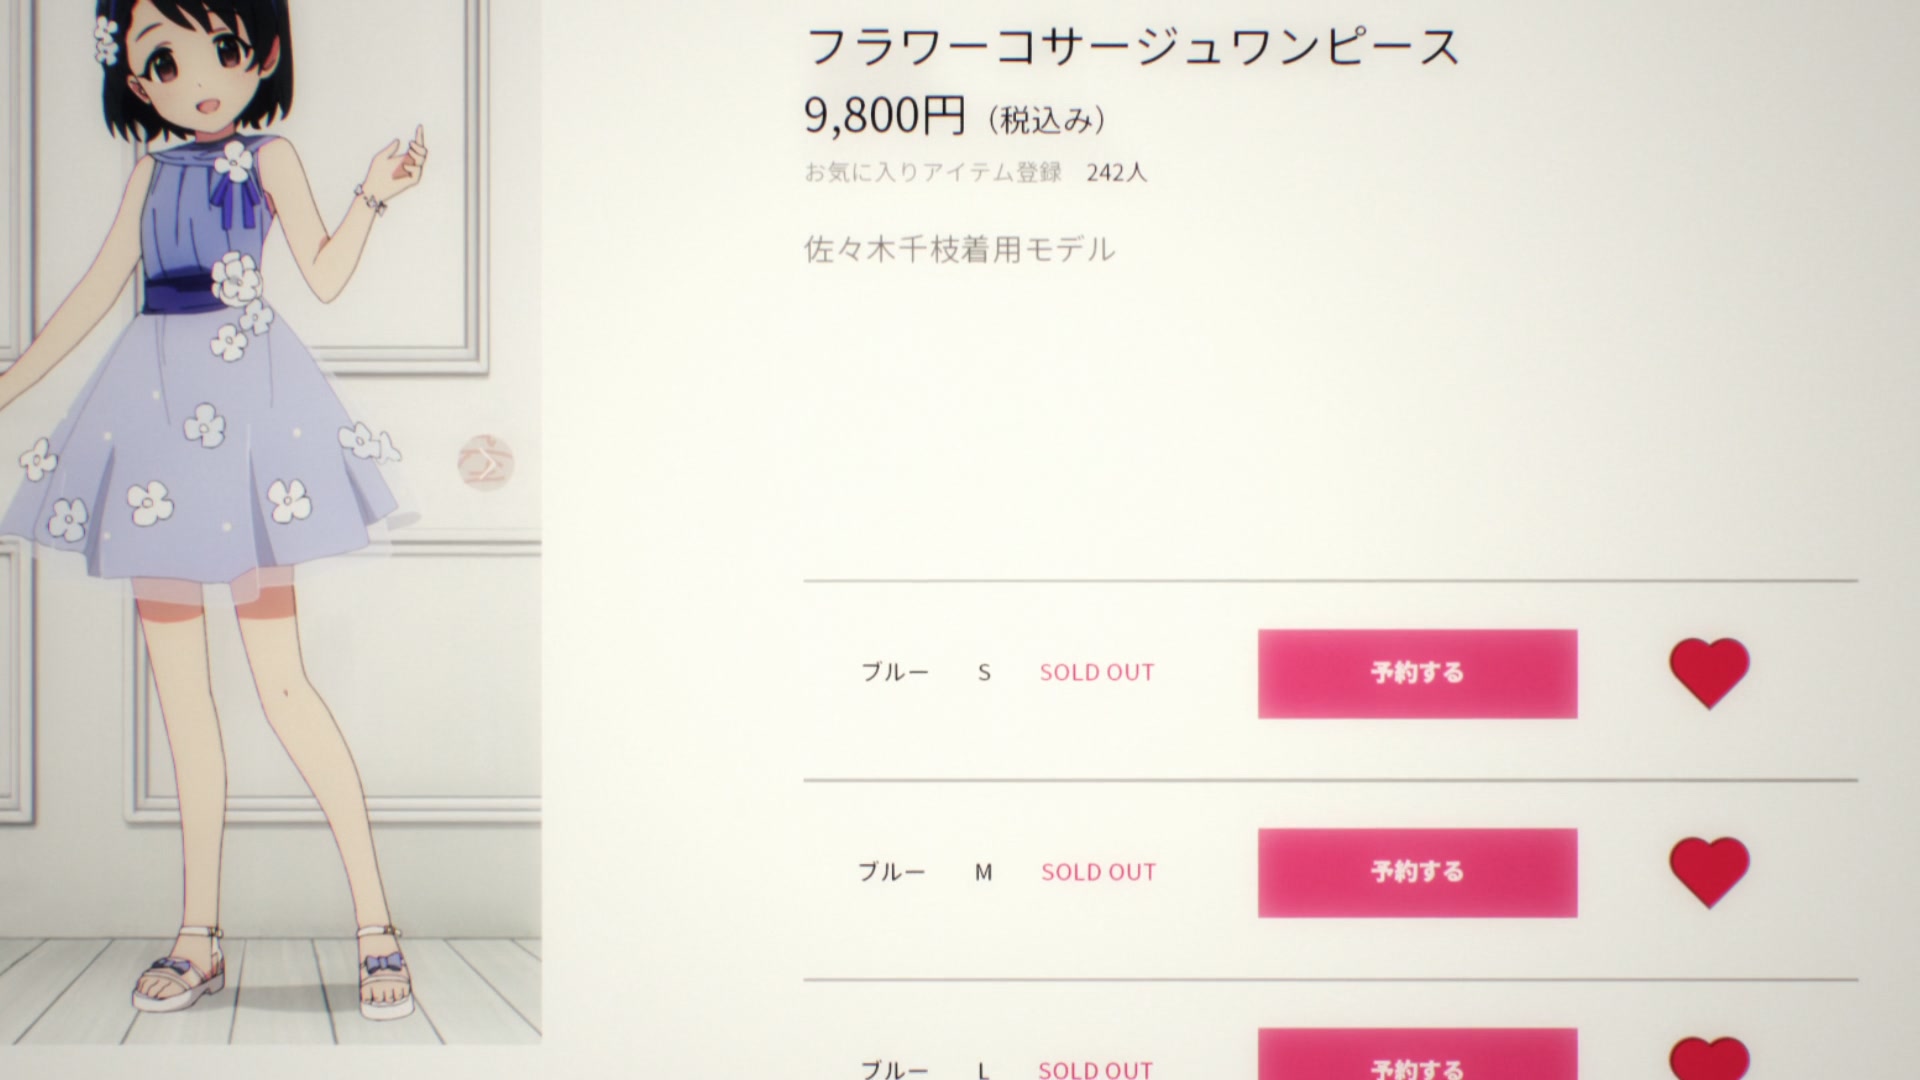 フラワーコサージュワンピース
9,800円（税込み）
お気に入りアイテム登録　242人
佐々木千枝着用モデル
ブルー　S　SOLD OUT　予約する
ブルー　M　SOLD OUT　予約する
ブルー　L　SOLD OUT　予約する